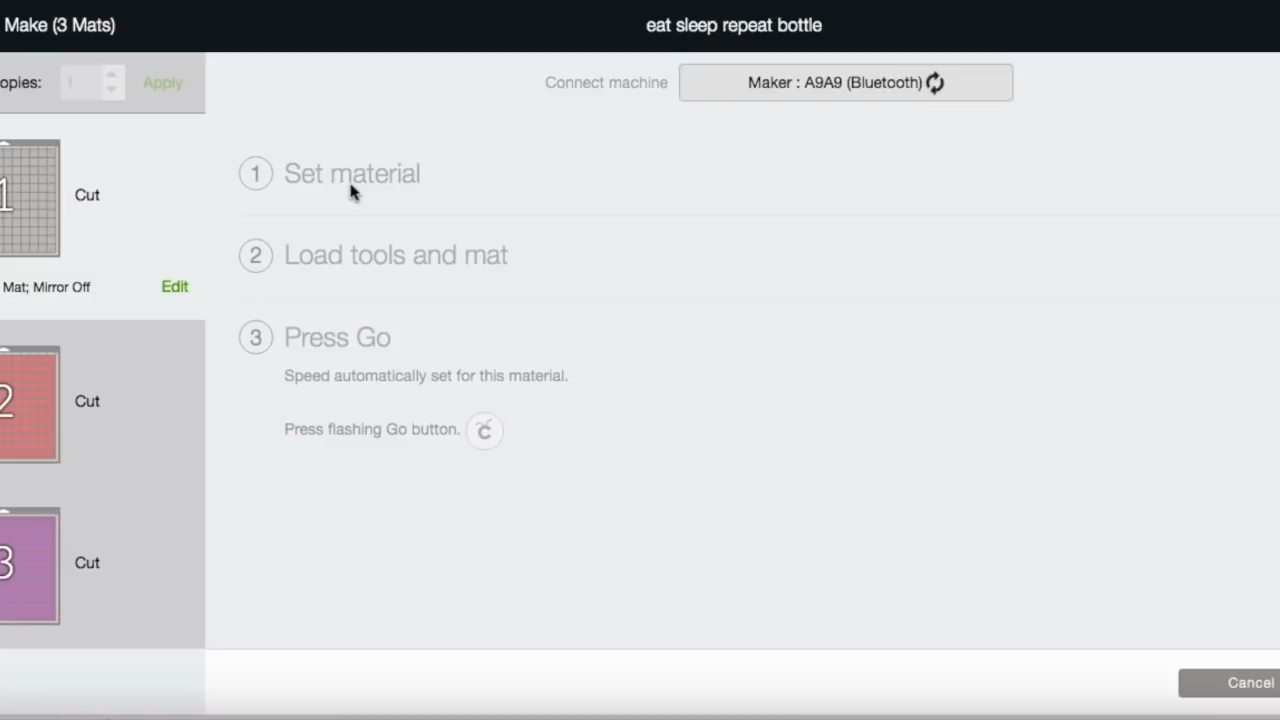 Make (3 Mats)
eat sleep repeat bottle
opies:
1
Apply
Connect machine
Maker : A9A9 (Bluetooth)
1
Cut
Mat; Mirror Off
Edit
2
Cut
3
Cut
1 Set material
2 Load tools and mat
3 Press Go
Speed automatically set for this material.
Press flashing Go button.
Cancel